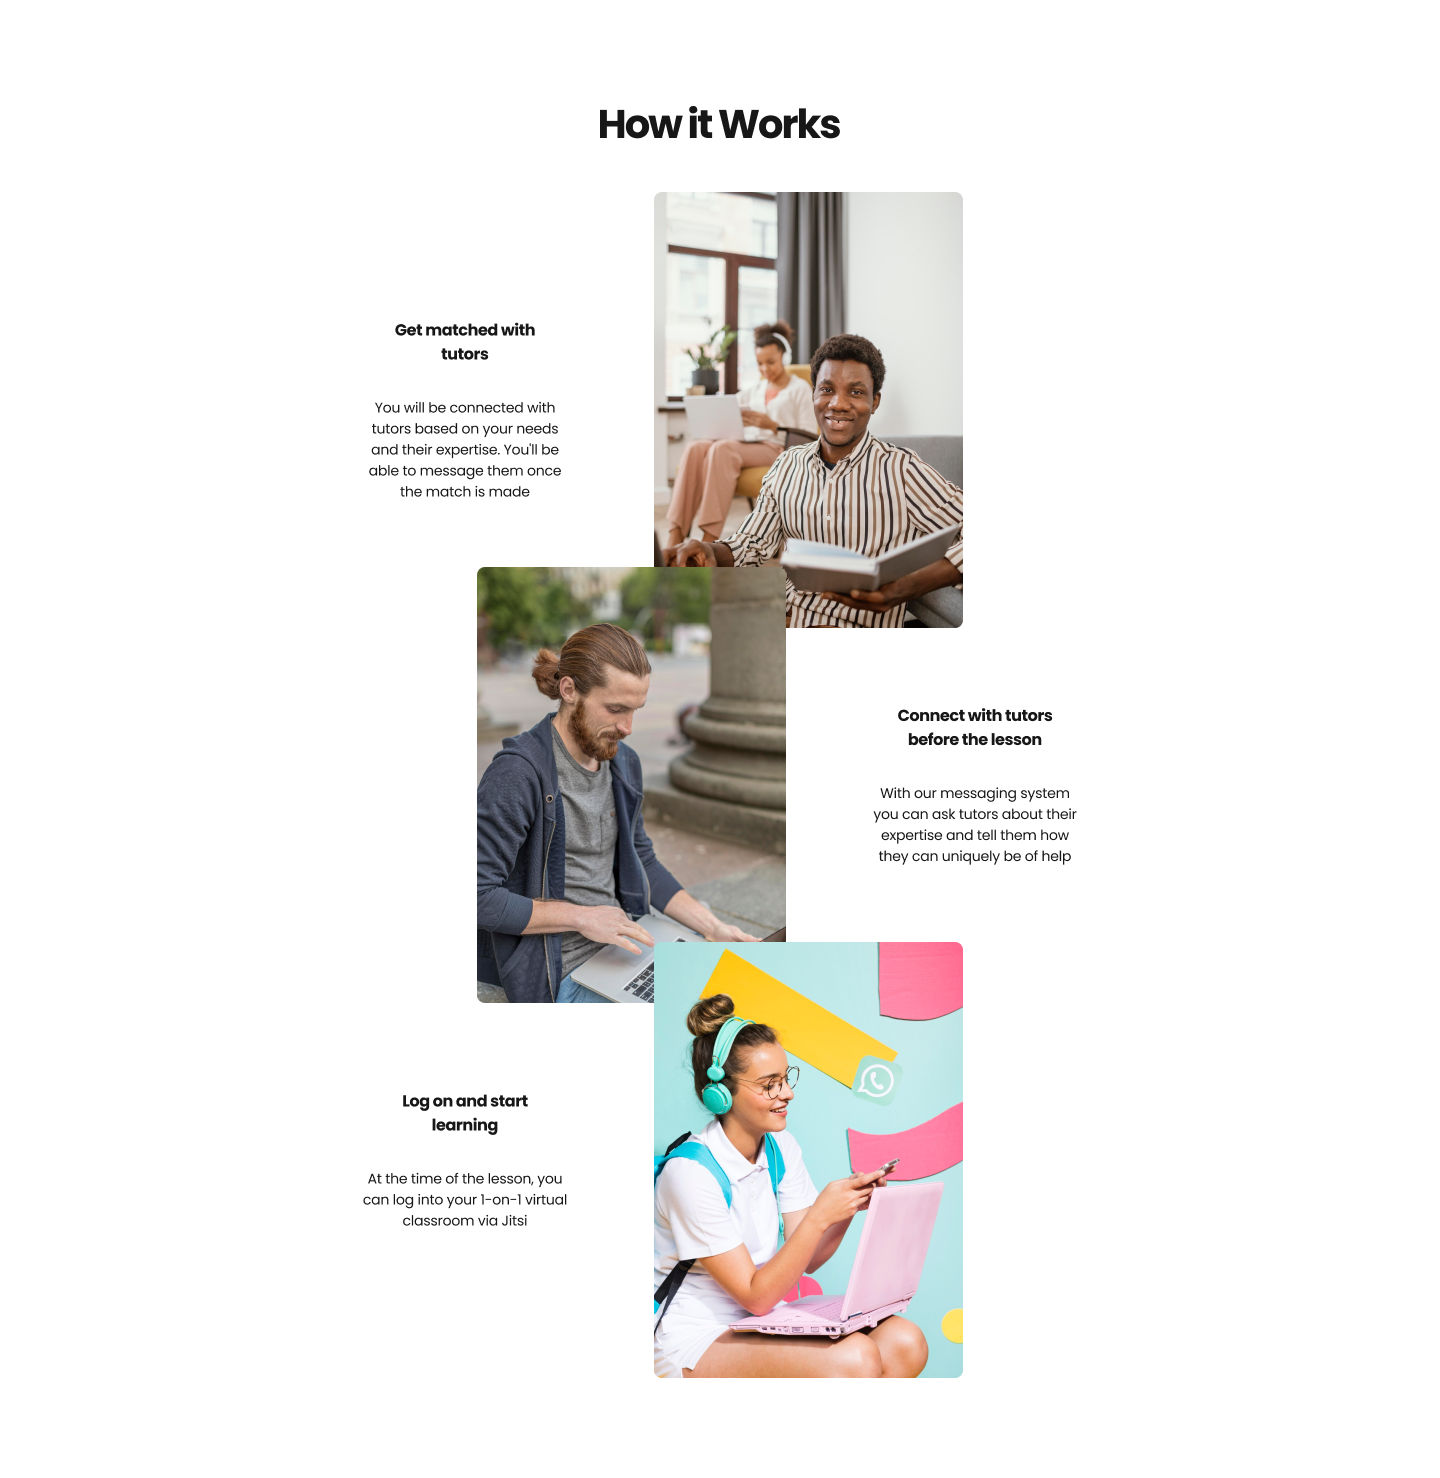 How it Works
Get matched with
tutors
You will be connected with
tutors based on your needs
and their expertise. You'll be
able to message them once
the match is made
Connect with tutors
before the lesson
With our messaging system
you can ask tutors about their
expertise and tell them how
they can uniquely be of help
Log on and start
learning
At the time of the lesson, you
can log into your 1-on-1 virtual
classroom via Jitsi